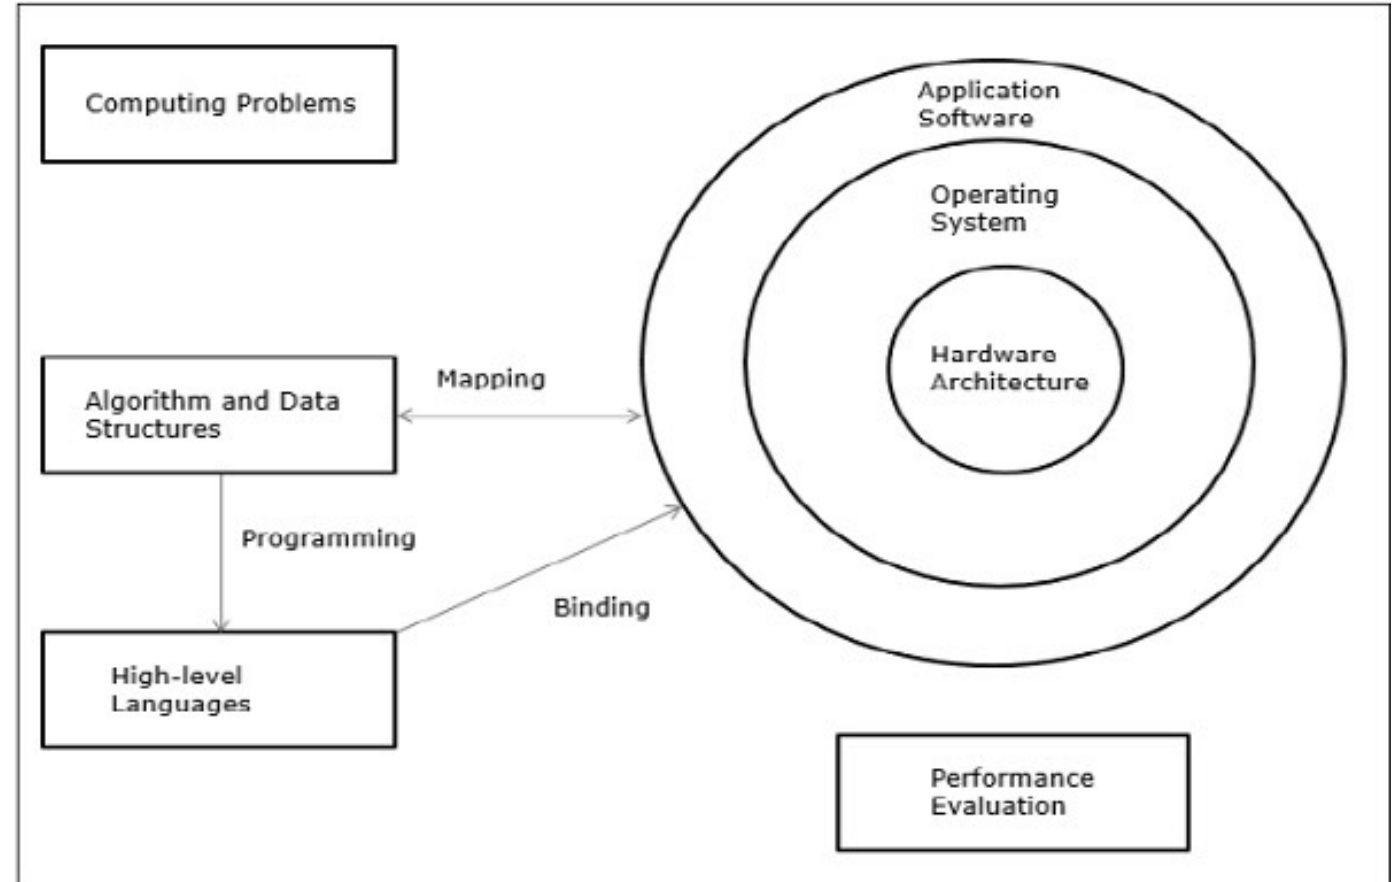 Computing Problems
Application
Software
Operating
System
Hardware
Architecture
Mapping
Algorithm and Data
Structures
Programming
Binding
High-level
Languages
Performance
Evaluation